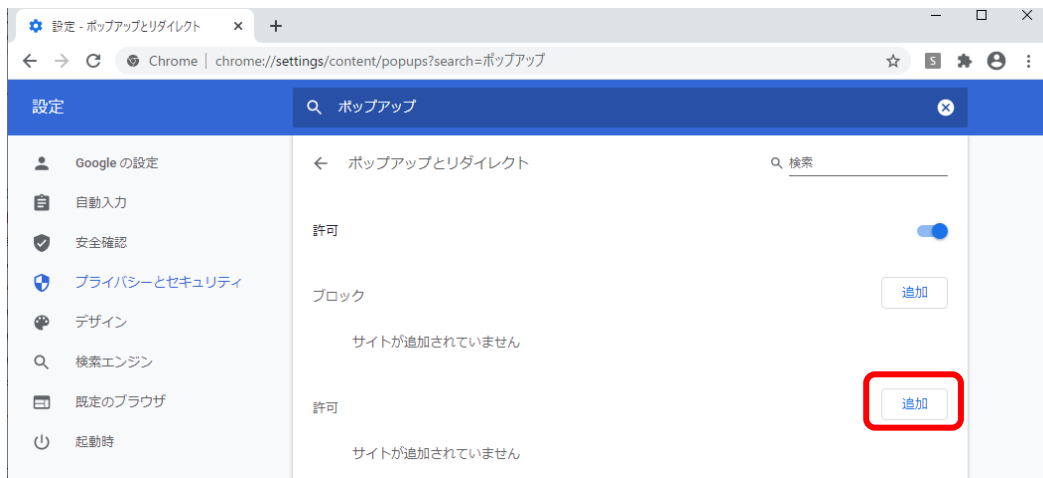 設定 - ポップアップとリダイレクト
Chrome | chrome://settings/content/popups?search=ポップアップ
S
設定
ポップアップ
Google の設定
自動入力
安全確認
プライバシーとセキュリティ
デザイン
検索エンジン
既定のブラウザ
起動時
ポップアップとリダイレクト
検索
許可
ブロック
追加
サイトが追加されていません
許可
追加
サイトが追加されていません